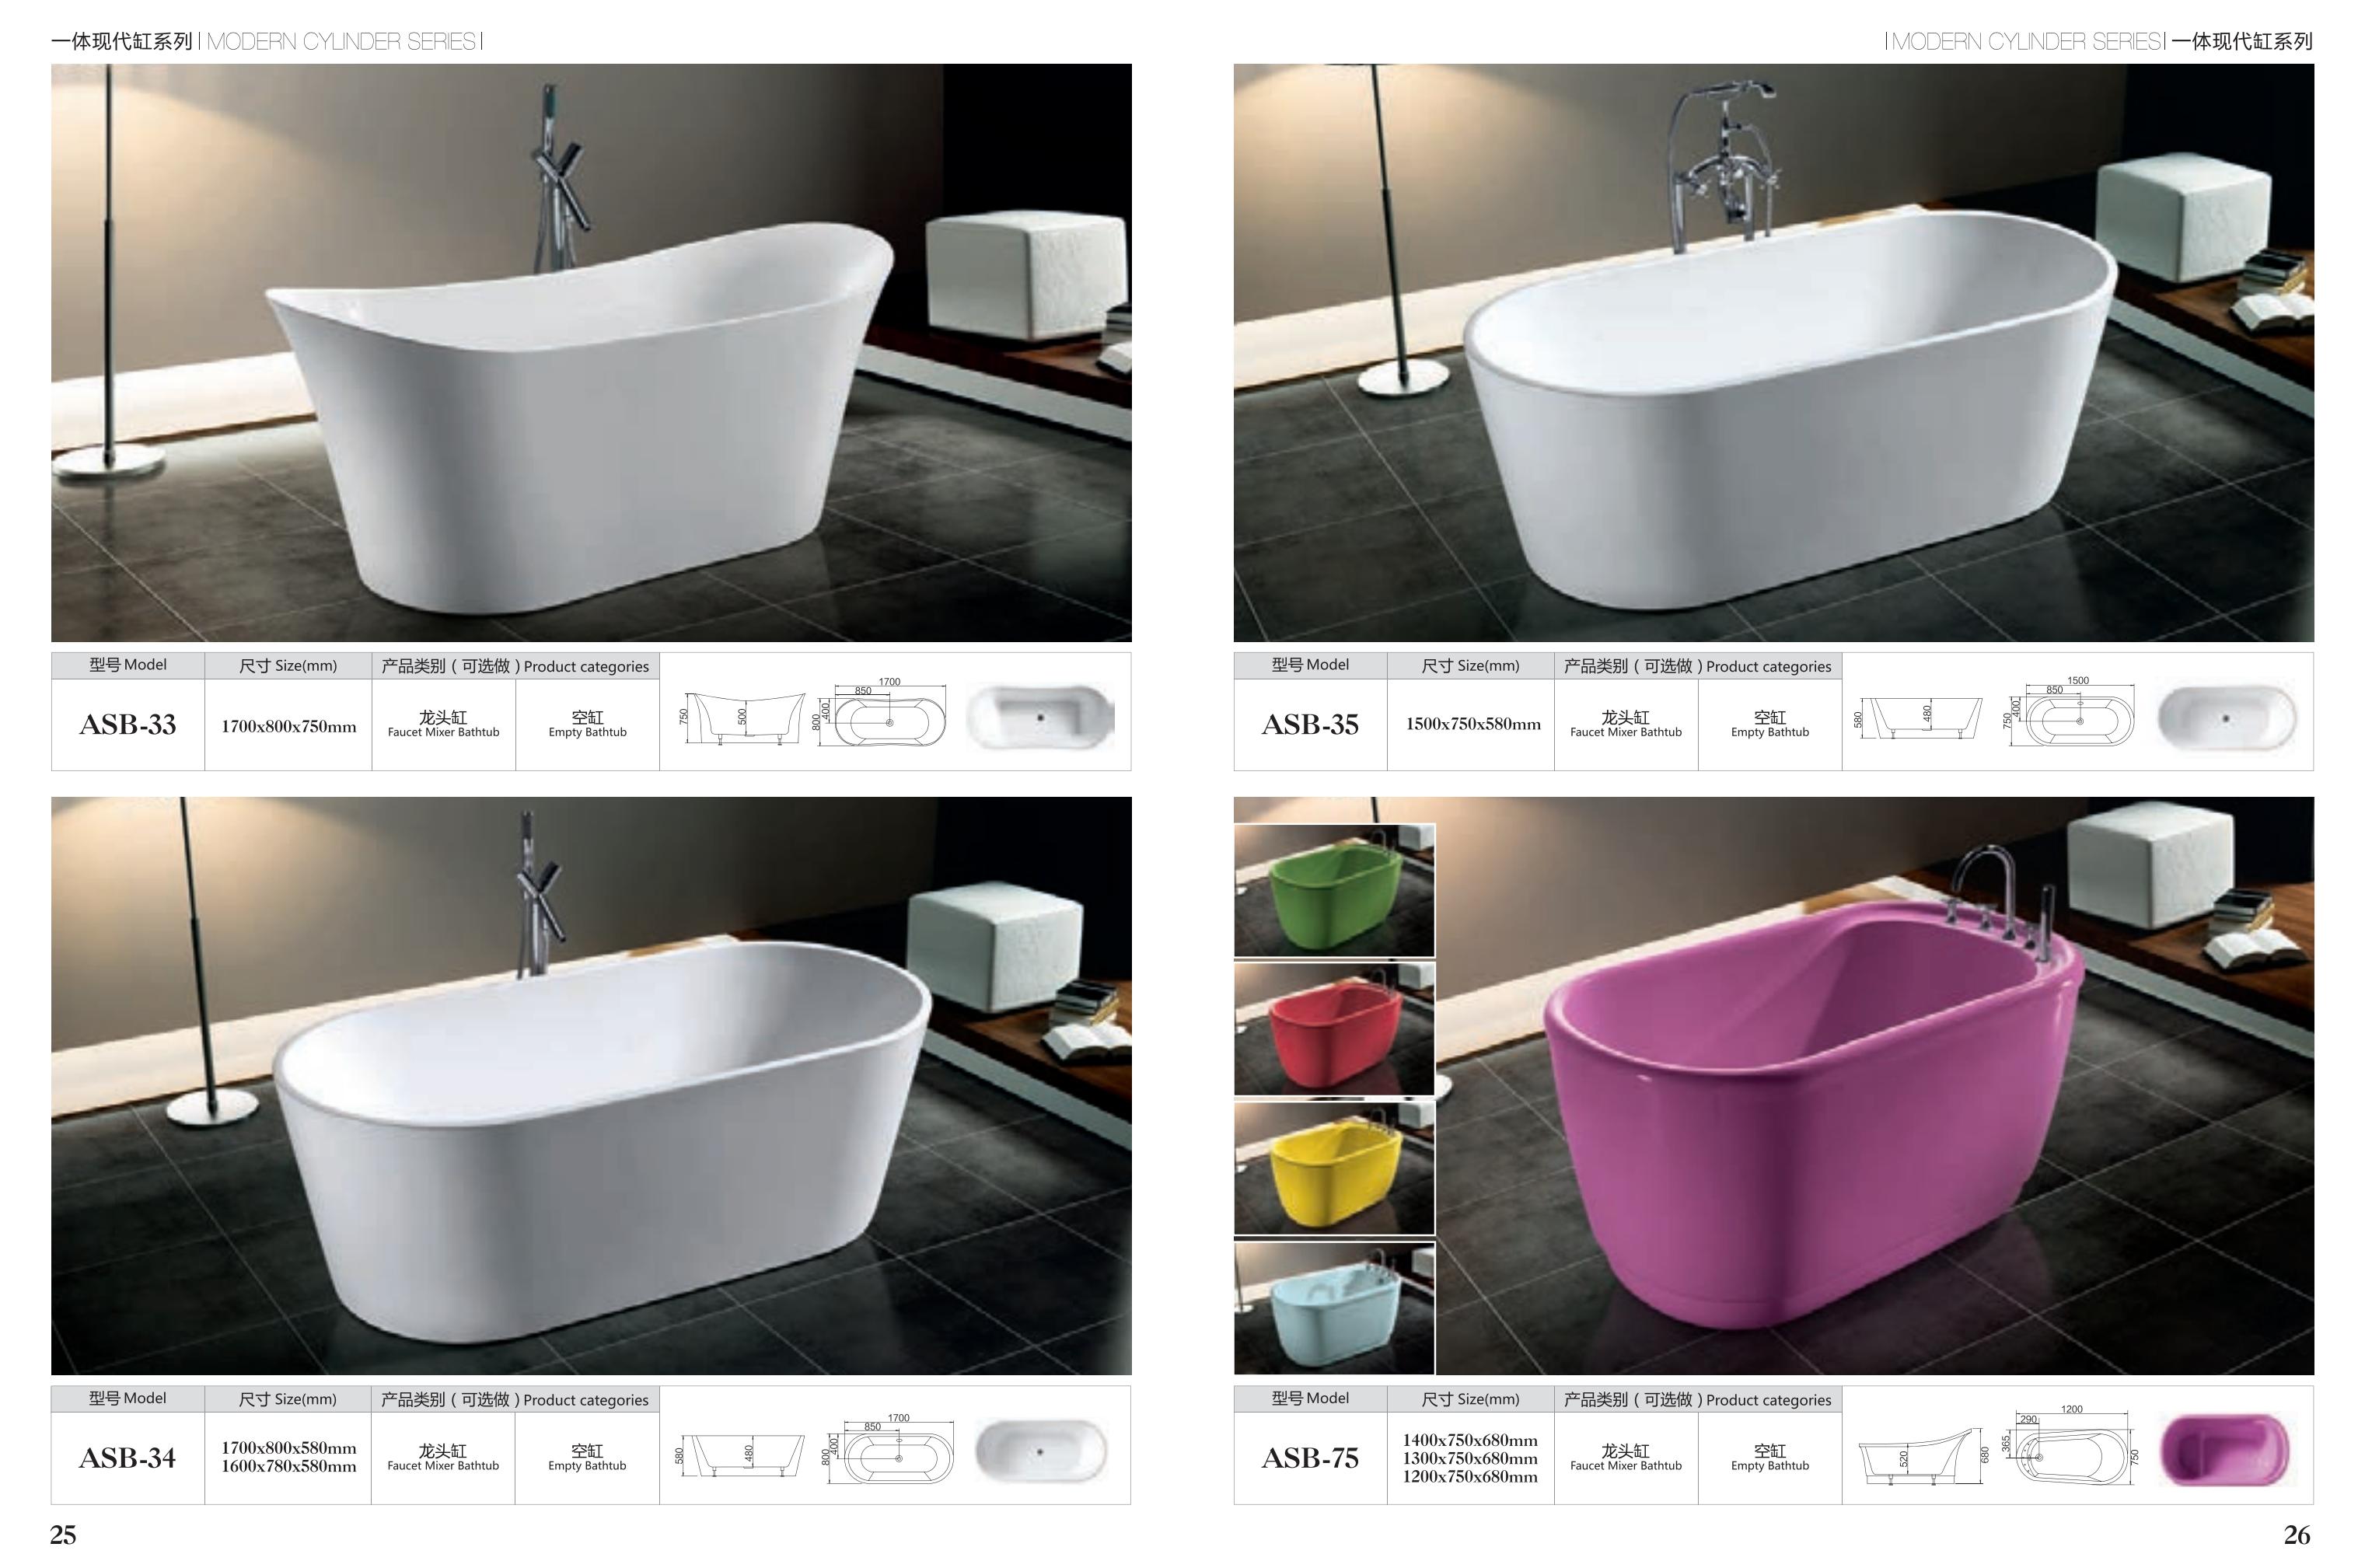 一体现代缸系列 | MODERN CYLINDER SERIES |
型号 Model
尺寸 Size(mm)
产品类别（可选做）Product categories
ASB-33
1700x800x750mm
龙头缸
Faucet Mixer Bathtub
空缸
Empty Bathtub
750
500
1700
850
800
400
型号 Model
尺寸 Size(mm)
产品类别（可选做）Product categories
ASB-34
1700x800x580mm
1600x780x580mm
龙头缸
Faucet Mixer Bathtub
空缸
Empty Bathtub
580
480
1700
850
800
400
25
| MODERN CYLINDER SERIES | 一体现代缸系列
型号 Model
尺寸 Size(mm)
产品类别（可选做）Product categories
ASB-35
1500x750x580mm
龙头缸
Faucet Mixer Bathtub
空缸
Empty Bathtub
580
480
1500
850
750
400
型号 Model
尺寸 Size(mm)
产品类别（可选做）Product categories
ASB-75
1400x750x680mm
1300x750x680mm
1200x750x680mm
龙头缸
Faucet Mixer Bathtub
空缸
Empty Bathtub
520
680
1200
290
365
750
26